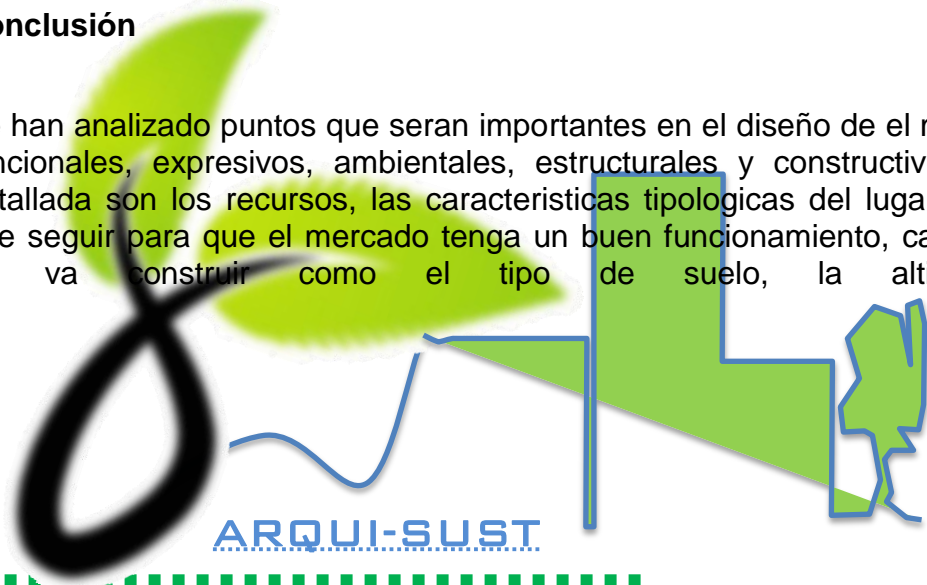 onclusión
han analizado puntos que seran importantes en el diseño de el
ncionales, expresivos, ambientales, estructurales y constructiv
tallada son los recursos, las caracteristicas tipologicas del luga
e seguir para que el mercado tenga un buen funcionamiento, ca
va construir como el tipo de suelo, la alti
ARQUI-SUST